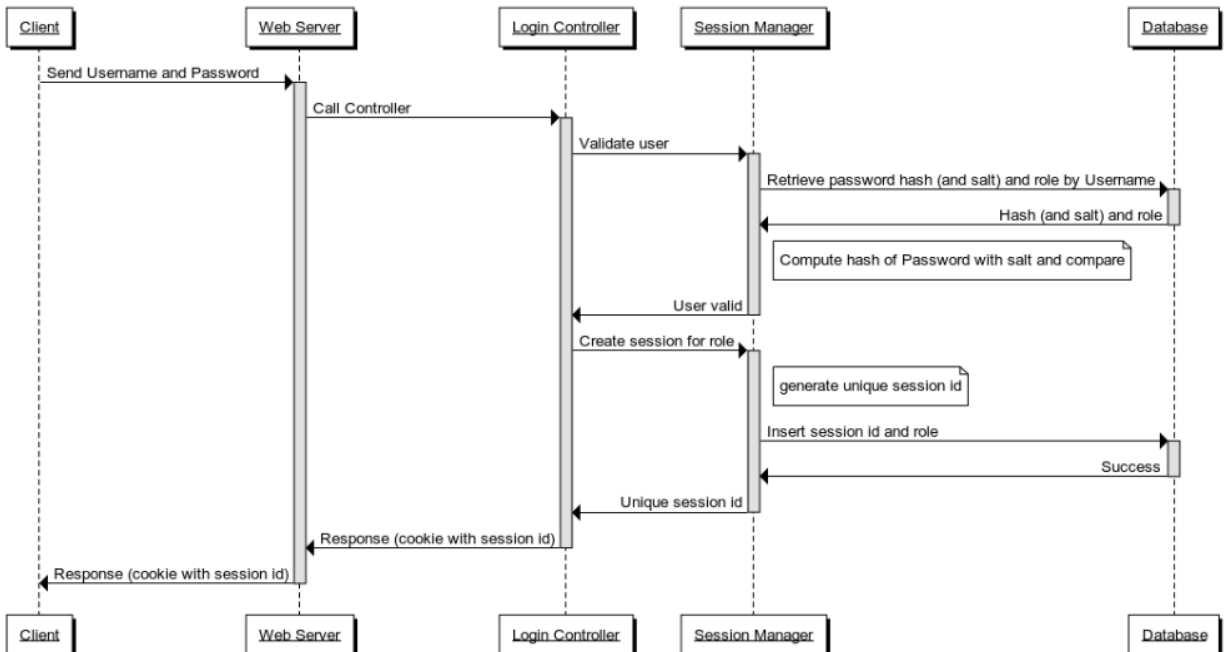 Client Web Server Login Controller Session Manager Database
Send Username and Password
Call Controller
Validate user
Retrieve password hash (and salt) and role by Username
Hash (and salt) and role
Compute hash of Password with salt and compare
User valid
Create session for role
generate unique session id
Insert session id and role
Success
Unique session id
Response (cookie with session id)
Response (cookie with session id)
Client Web Server Login Controller Session Manager Database